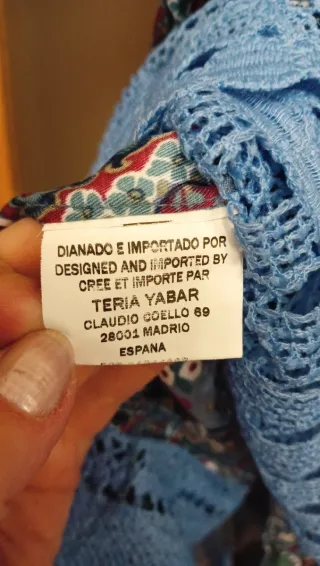 DIANADO E IMPORTADO POR
DESIGNED AND IMPORTED BY
CREE ET IMPORTE PAR
TERIA YABAR
CLAUDIO COELLO 69
28001 MADRID
ESPANA